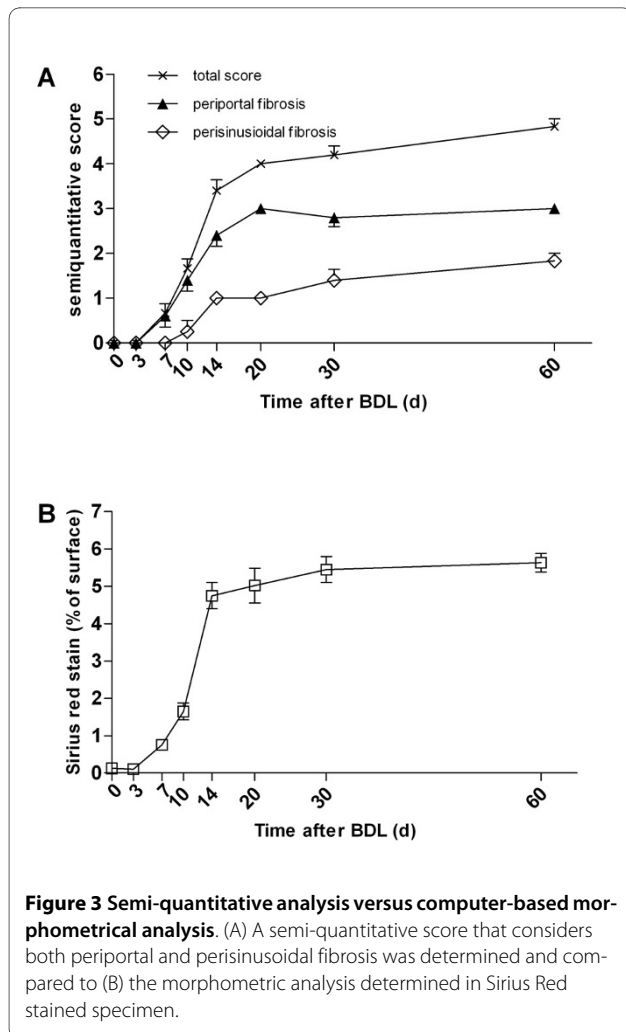 A
total score
periportal fibrosis
perisinusioidal fibrosis
6
5
4
3
2
1
0
semiquantitative score
0 3 7 10 14 20 30 60
Time after BDL (d)
B
7
6
5
4
3
2
1
0
Sirius red stain (% of surface)
0 3 7 10 14 20 30 60
Time after BDL (d)
Figure 3 Semi-quantitative analysis versus computer-based mor-
phometrical analysis. (A) A semi-quantitative score that considers
both periportal and perisinusoidal fibrosis was determined and com-
pared to (B) the morphometric analysis determined in Sirius Red
stained specimen.